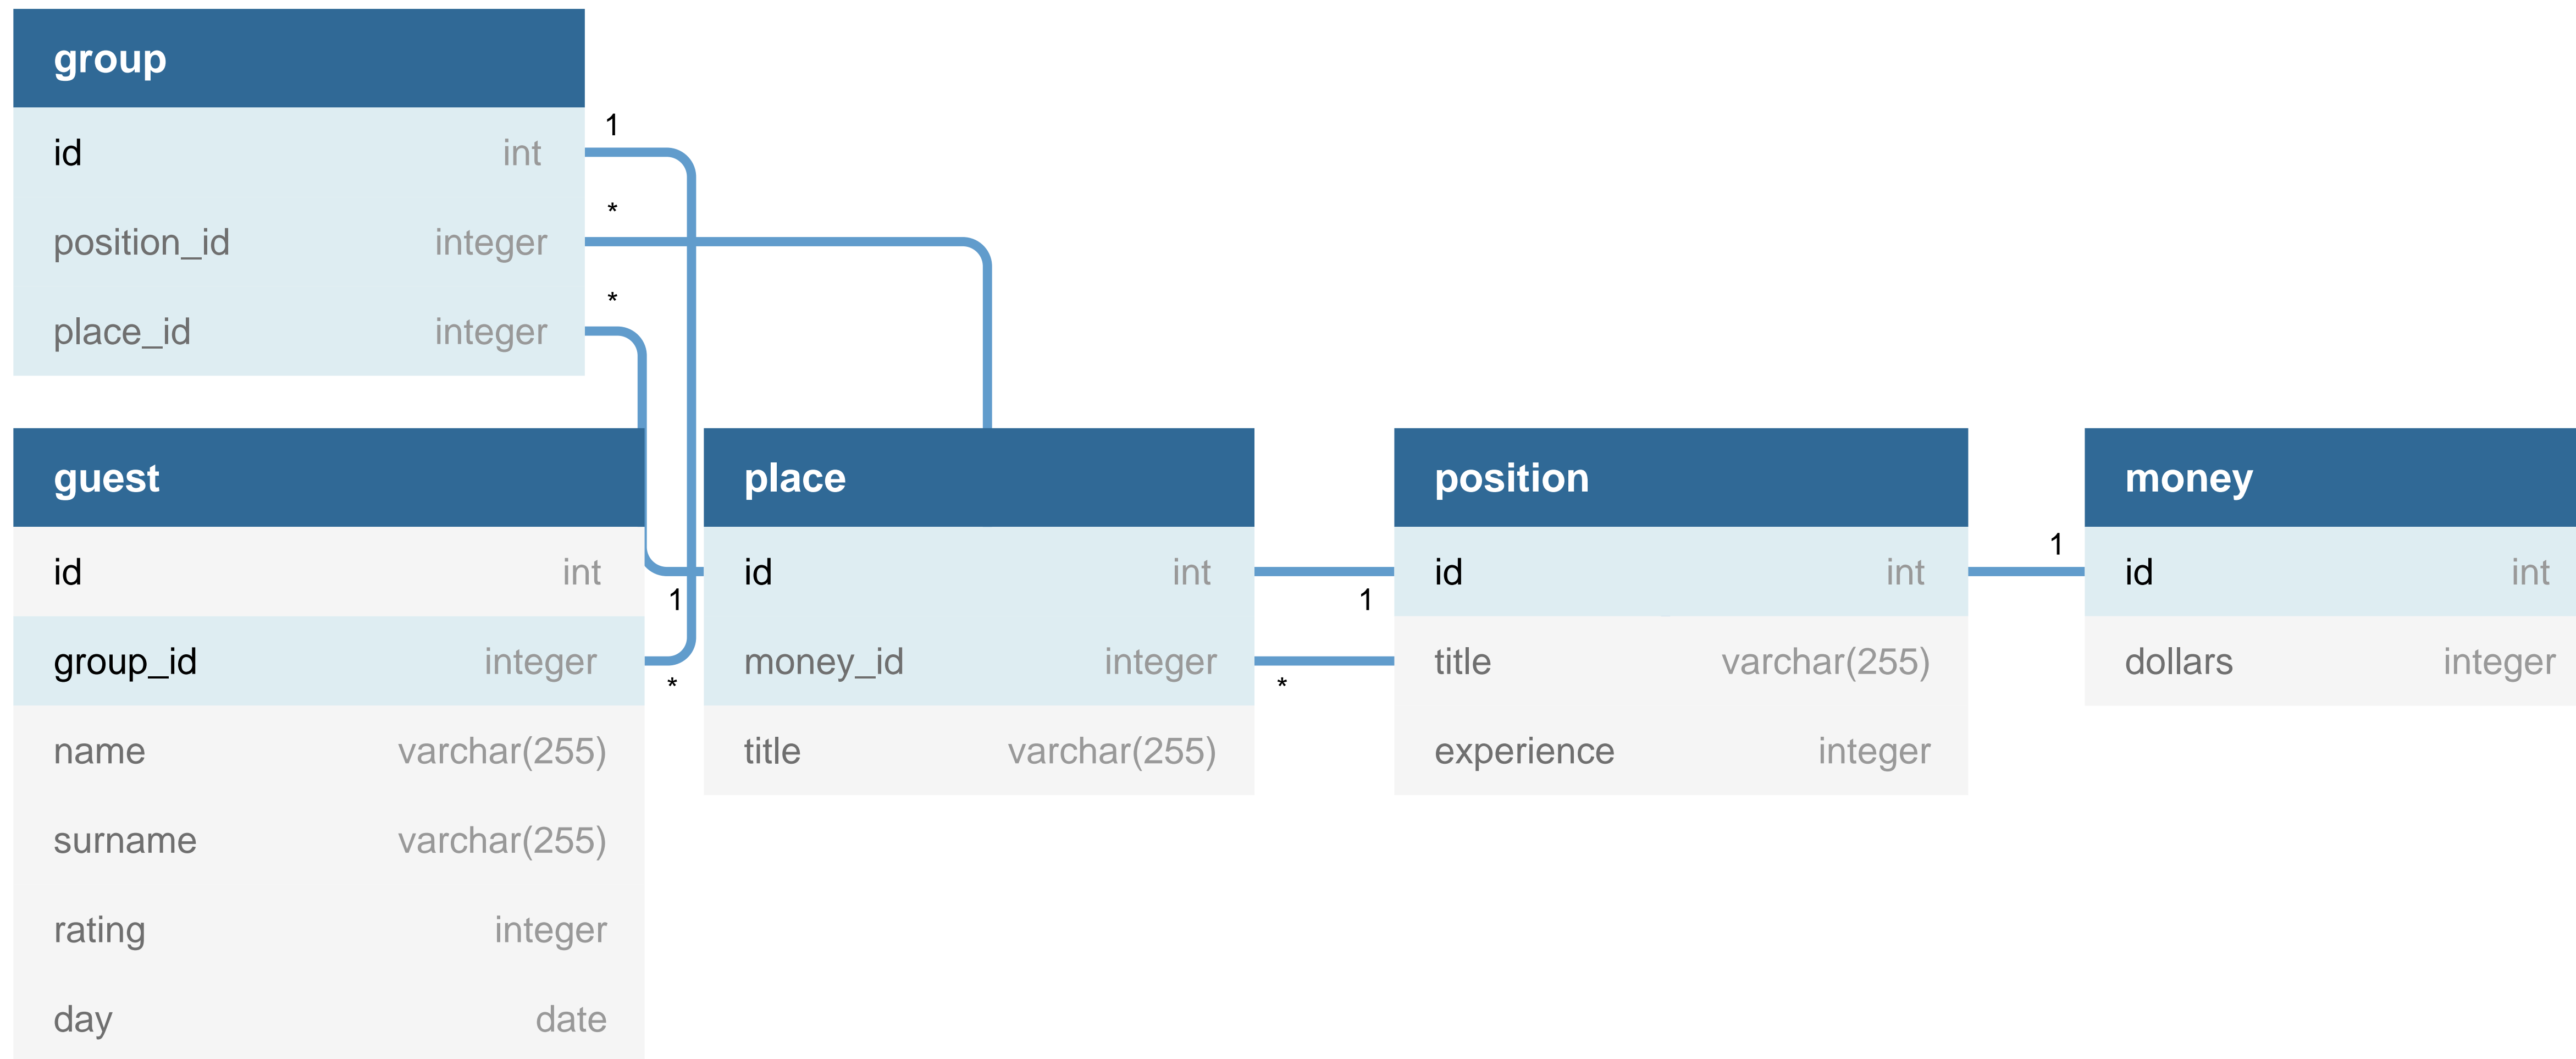 group
id int
position_id integer
place_id integer
1
*
*
guest
id int
group_id integer
name varchar(255)
surname varchar(255)
rating integer
day date
1
*
place
id int
money_id integer
title varchar(255)
1
*
position
id int
title varchar(255)
experience integer
1
money
id int
dollars integer